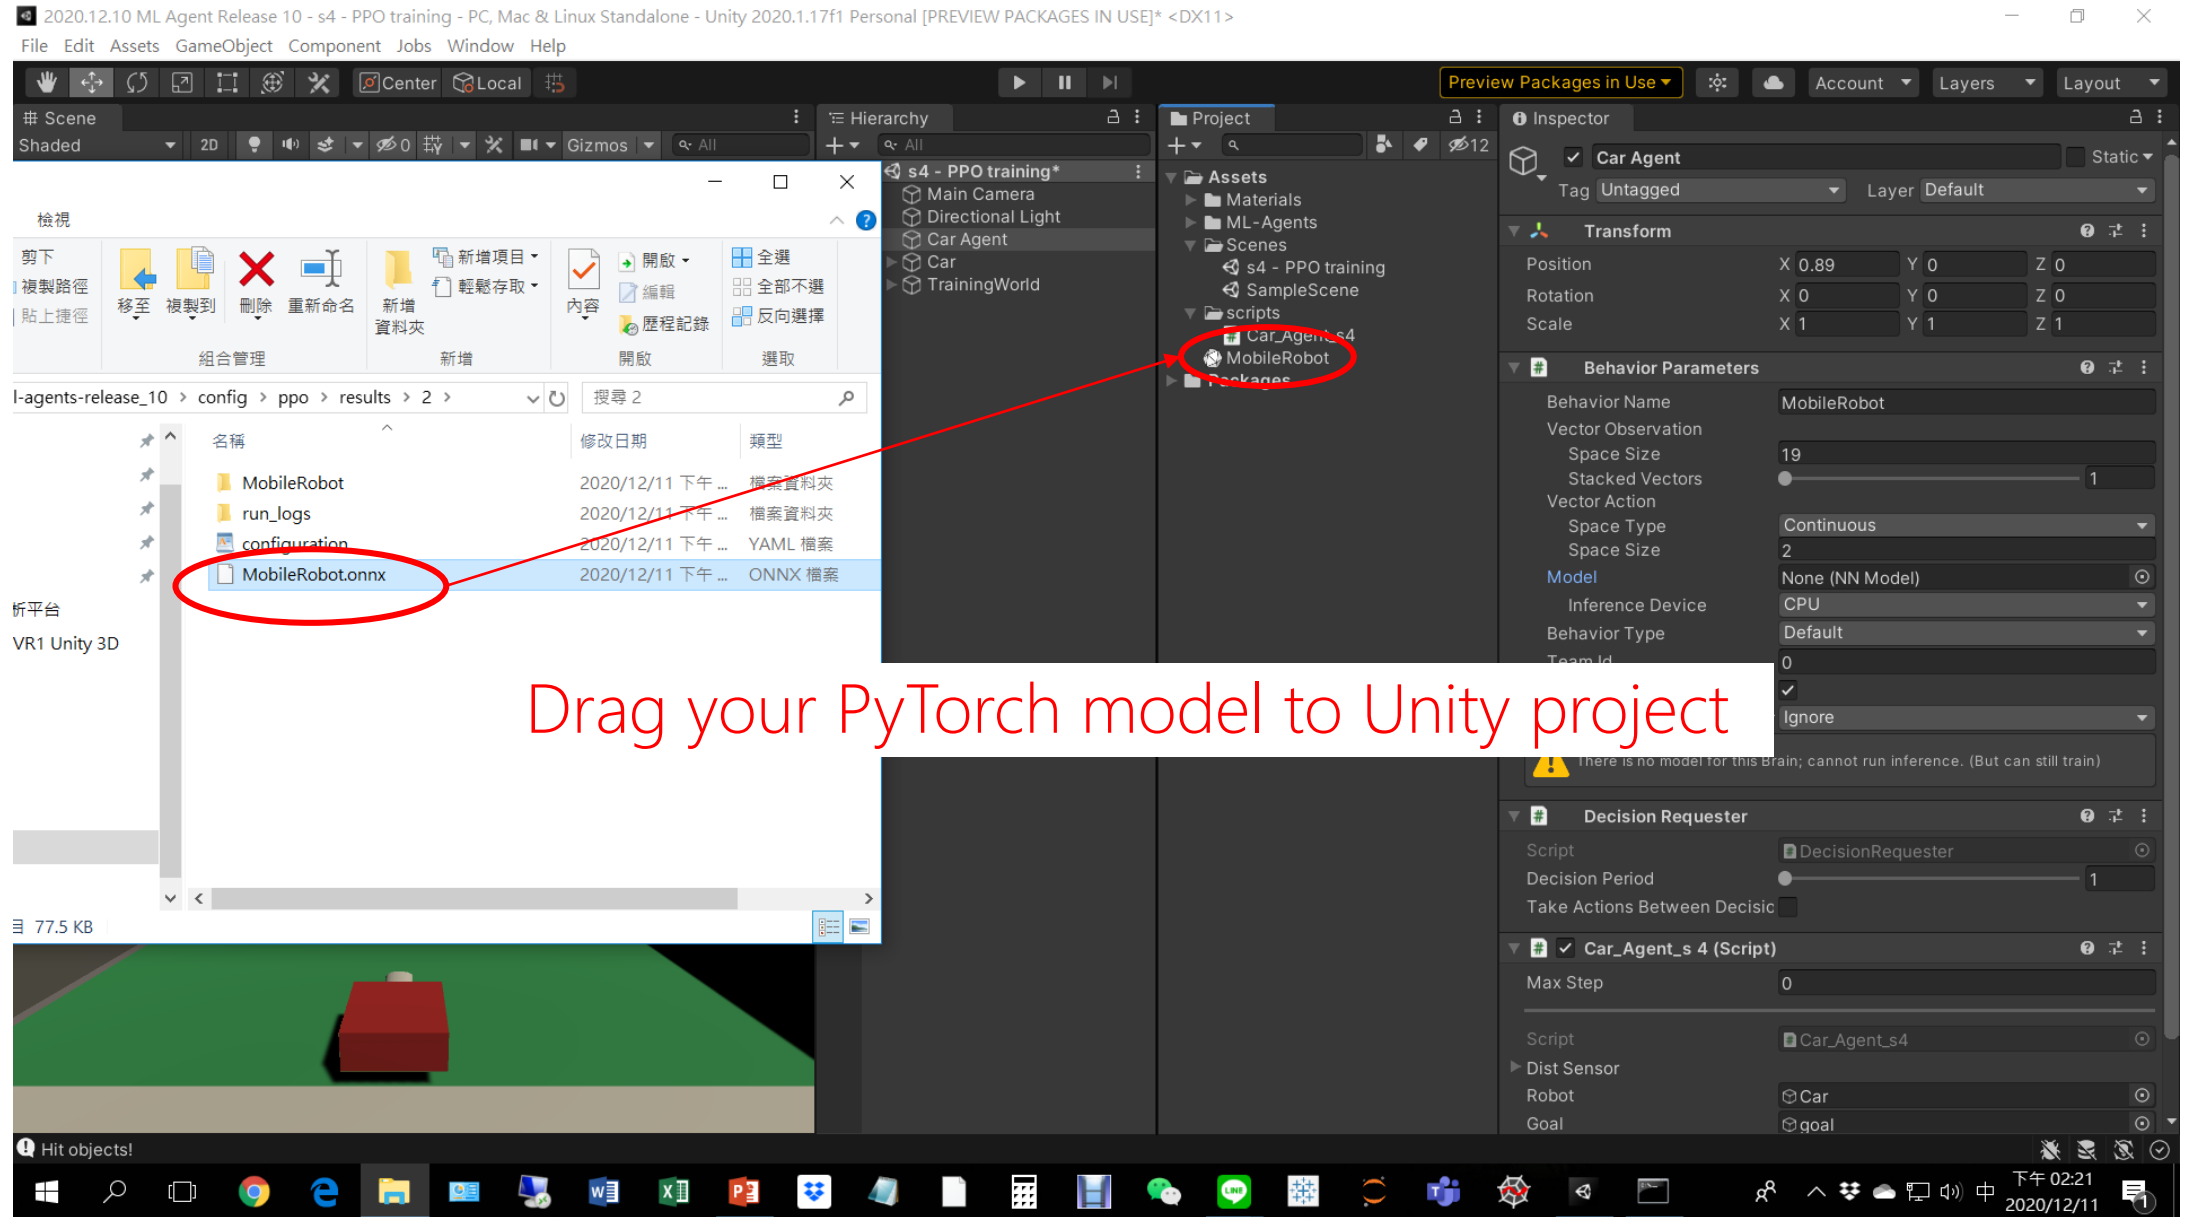 2020.12.10 ML Agent Release 10 - s4 - PPO training - PC, Mac & Linux Standalone - Unity 2020.1.17f1 Personal [PREVIEW PACKAGES IN USE]* <DX11>
File Edit Assets GameObject Component Jobs Window Help
Center Local Preview Packages in Use Account Layers Layout
Scene
Shaded 2D 0 Gizmos All
檢視
剪下
複製路徑
貼上捷徑
移至 複製到 刪除 重新命名
組合管理
新增資料夾
新增項目
輕鬆存取
新增
內容
開啟
編輯
歷程記錄
開啟
全選
全部不選
反向選擇
選取
l-agents-release_10 > config > ppo > results > 2 >
搜尋 2
名稱 修改日期 類型
MobileRobot 2020/12/11 下午 ... 檔案資料夾
run_logs 2020/12/11 下午 ... 檔案資料夾
configuration 2020/12/11 下午 ... YAML 檔案
MobileRobot.onnx 2020/12/11 下午 ... ONNX 檔案
析平台
VR1 Unity 3D
77.5 KB
Hierarchy
All
s4 - PPO training*
Main Camera
Directional Light
Car Agent
Car
TrainingWorld
Project
12
Assets
Materials
ML-Agents
Scenes
s4 - PPO training
SampleScene
scripts
Car_Agent_s4
MobileRobot
Packages
Drag your PyTorch model to Unity project
Inspector
Car Agent Static
Tag Untagged Layer Default
Transform
Position X 0.89 Y 0 Z 0
Rotation X 0 Y 0 Z 0
Scale X 1 Y 1 Z 1
Behavior Parameters
Behavior Name MobileRobot
Vector Observation
Space Size 19
Stacked Vectors 1
Vector Action
Space Type Continuous
Space Size 2
Model None (NN Model)
Inference Device CPU
Behavior Type Default
Team Id 0
Ignore
There is no model for this Brain; cannot run inference. (But can still train)
Decision Requester
Script DecisionRequester
Decision Period 1
Take Actions Between Decisic
Car_Agent_s 4 (Script)
Max Step 0
Script Car_Agent_s4
Dist Sensor
Robot Car
Goal goal
Hit objects!
中
下午 02:21
2020/12/11
1